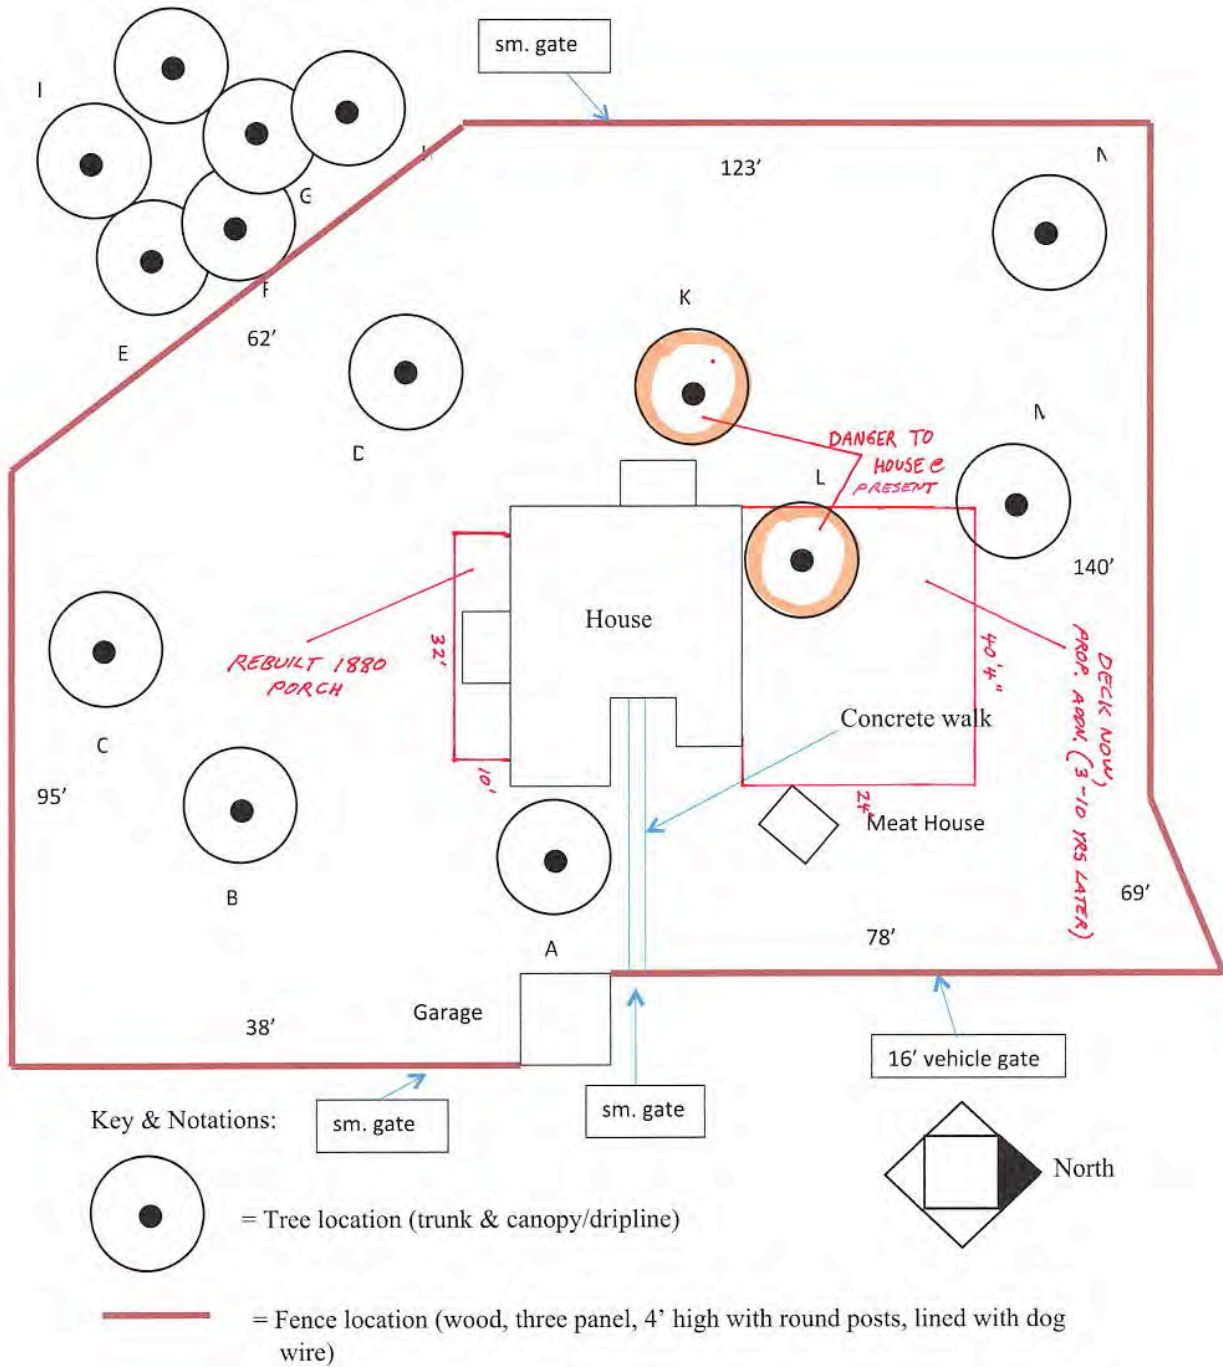 sm. gate
I
123'
N
G
K
F
62'
E
DANGER TO
HOUSE @
PRESENT
L
D
140'
House
32'
REBUILT 1880
PORCH
40'4"
DECK NOW
PROP. ADDN. (3-10 YRS LATER)
Concrete walk
C
10'
24'
95'
Meat House
B
69'
A
78'
Garage
38'
16' vehicle gate
sm. gate
sm. gate
Key & Notations:
North
= Tree location (trunk & canopy/dripline)
= Fence location (wood, three panel, 4' high with round posts, lined with dog
wire)